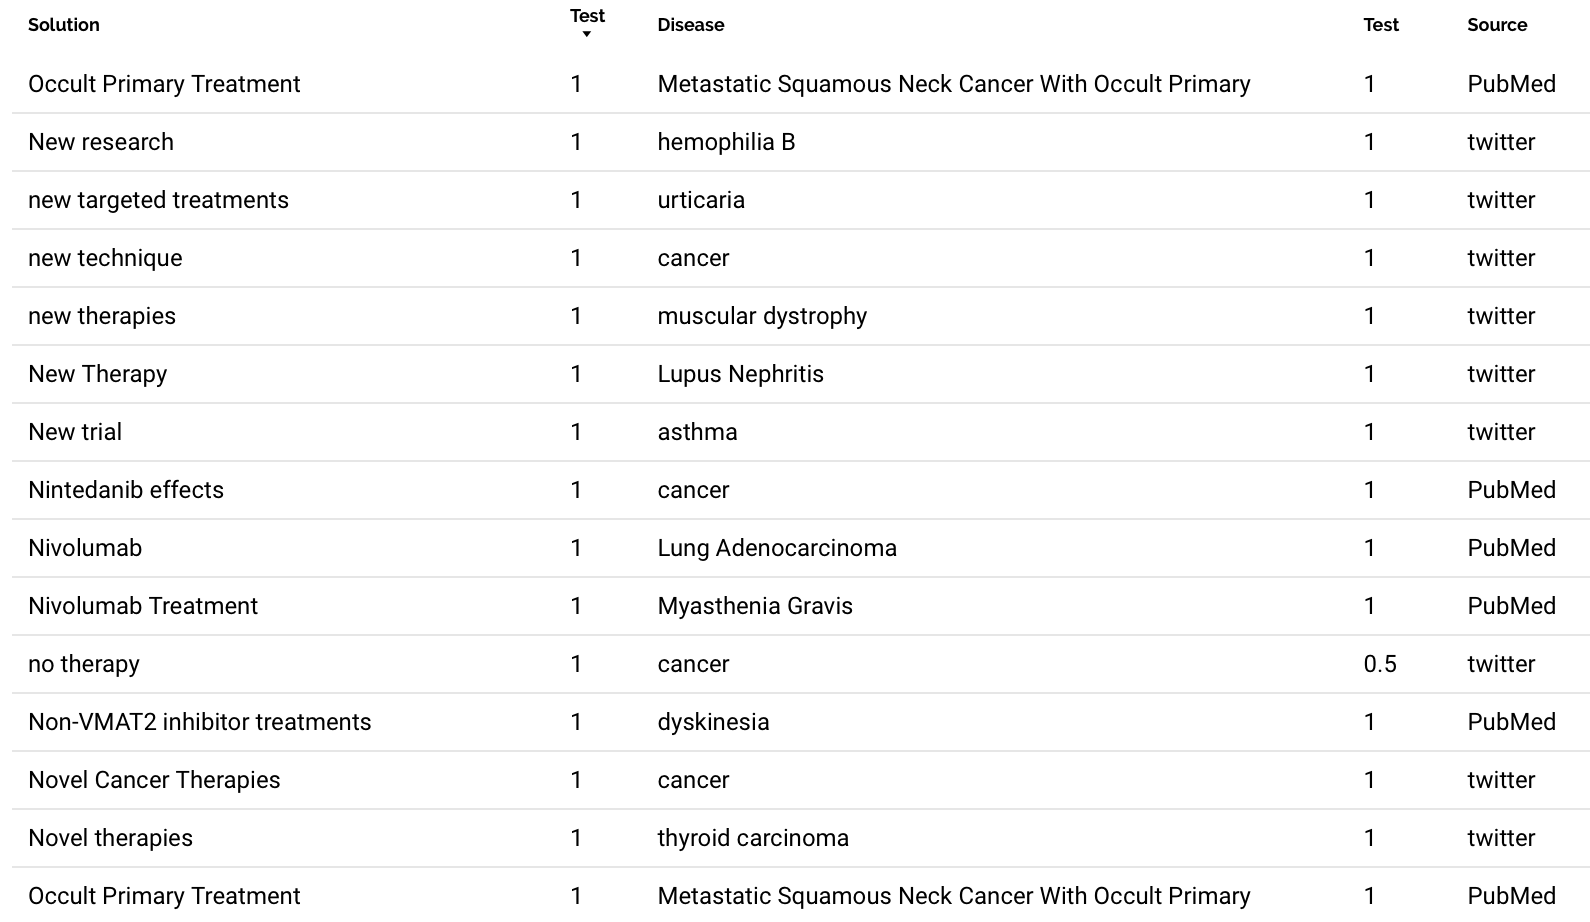 Solution Test Disease Test Source
Occult Primary Treatment 1 Metastatic Squamous Neck Cancer With Occult Primary 1 PubMed
New research 1 hemophilia B 1 twitter
new targeted treatments 1 urticaria 1 twitter
new technique 1 cancer 1 twitter
new therapies 1 muscular dystrophy 1 twitter
New Therapy 1 Lupus Nephritis 1 twitter
New trial 1 asthma 1 twitter
Nintedanib effects 1 cancer 1 PubMed
Nivolumab 1 Lung Adenocarcinoma 1 PubMed
Nivolumab Treatment 1 Myasthenia Gravis 1 PubMed
no therapy 1 cancer 0.5 twitter
Non-VMAT2 inhibitor treatments 1 dyskinesia 1 PubMed
Novel Cancer Therapies 1 cancer 1 twitter
Novel therapies 1 thyroid carcinoma 1 twitter
Occult Primary Treatment 1 Metastatic Squamous Neck Cancer With Occult Primary 1 PubMed